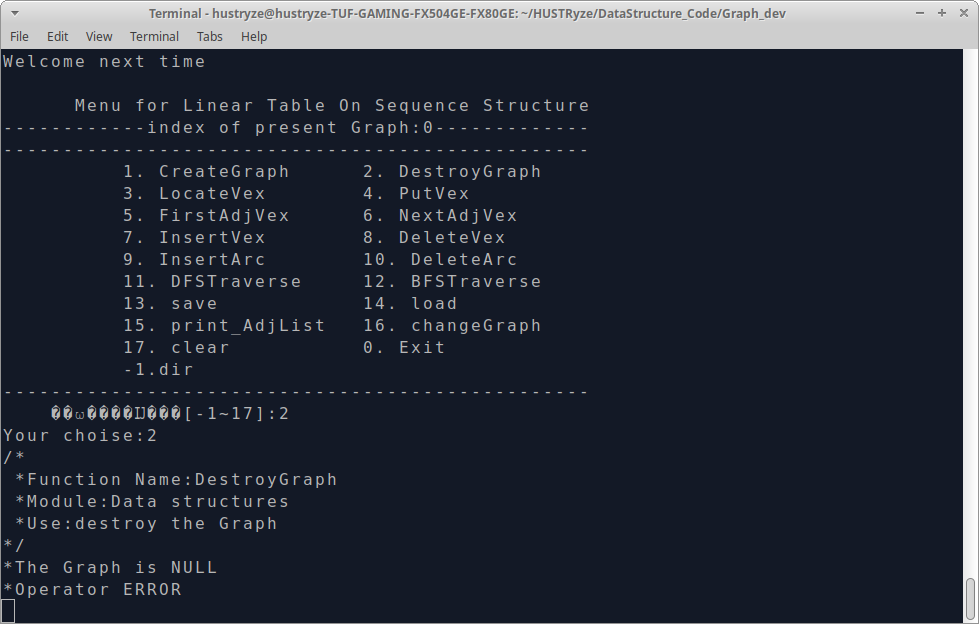 Terminal - hustryze@hustryze-TUF-GAMING-FX504GE-FX80GE: ~/HUSTRyze/DataStructure_Code/Graph_dev
File Edit View Terminal Tabs Help
Welcome next time
Menu for Linear Table On Sequence Structure
------------index of present Graph:0-------------
-------------------------------------------------
1. CreateGraph 2. DestroyGraph
3. LocateVex 4. PutVex
5. FirstAdjVex 6. NextAdjVex
7. InsertVex 8. DeleteVex
9. InsertArc 10. DeleteArc
11. DFSTraverse 12. BFSTraverse
13. save 14. load
15. print_AdjList 16. changeGraph
17. clear 0. Exit
-1.dir
-------------------------------------------------
[-1~17]:2
Your choise:2
/*
*Function Name:DestroyGraph
*Module:Data structures
*Use:destroy the Graph
*/
*The Graph is NULL
*Operator ERROR